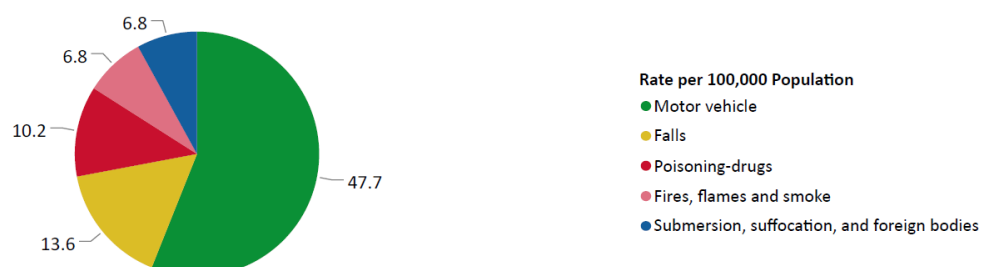 6.8
6.8
10.2
13.6
47.7
Rate per 100,000 Population
Motor vehicle
Falls
Poisoning-drugs
Fires, flames and smoke
Submersion, suffocation, and foreign bodies